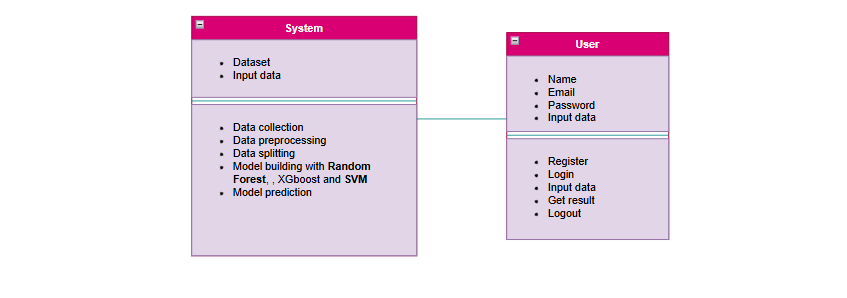 System
Dataset
Input data
Data collection
Data preprocessing
Data splitting
Model building with Random
Forest, , XGboost and SVM
Model prediction
User
Name
Email
Password
Input data
Register
Login
Input data
Get result
Logout